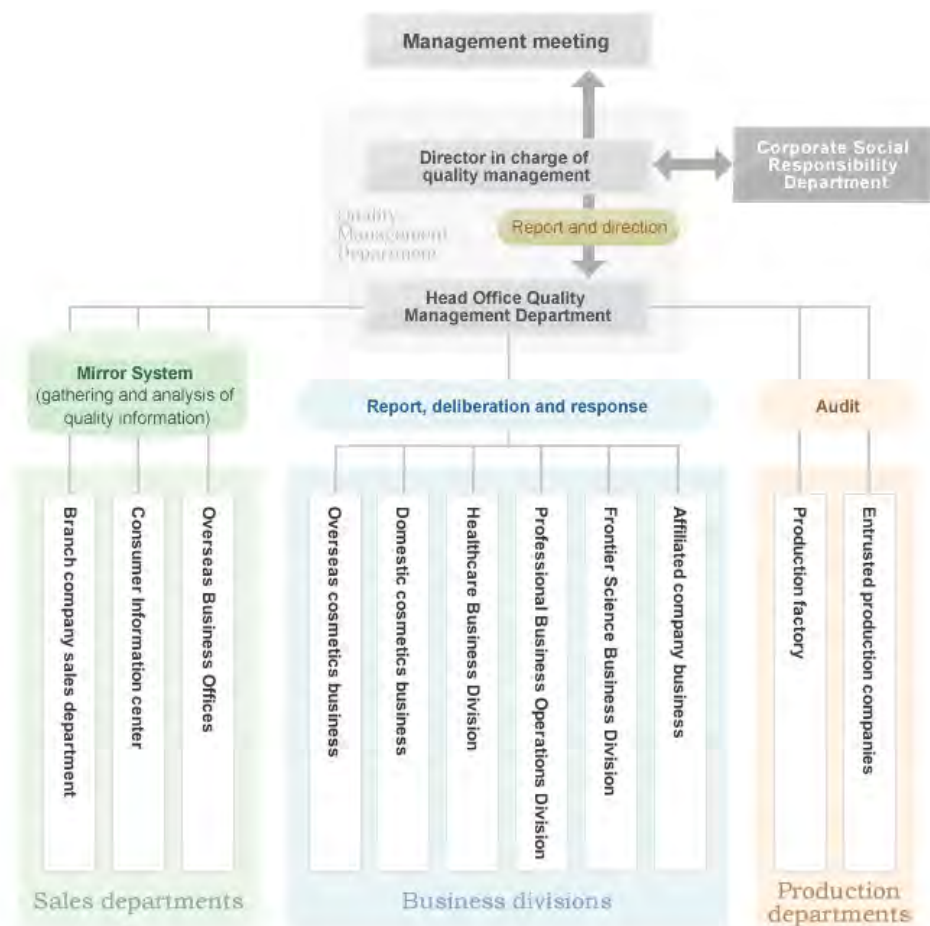 Management meeting
Director in charge of
quality management
Corporate Social
Responsibility
Department
Quality
Management
Department
Report and direction
Head Office Quality
Management Department
Mirror System
(gathering and analysis of
quality information)
Report, deliberation and response
Audit
Branch company sales department
Consumer Information center
Overseas Business Offices
Overseas cosmetics business
Domestic cosmetics business
Healthcare Business Division
Professional Business Operations Division
Frontier Science Business Division
Affiliated company business
Production factory
Entrusted production companies
Sales departments
Business divisions
Production
departments